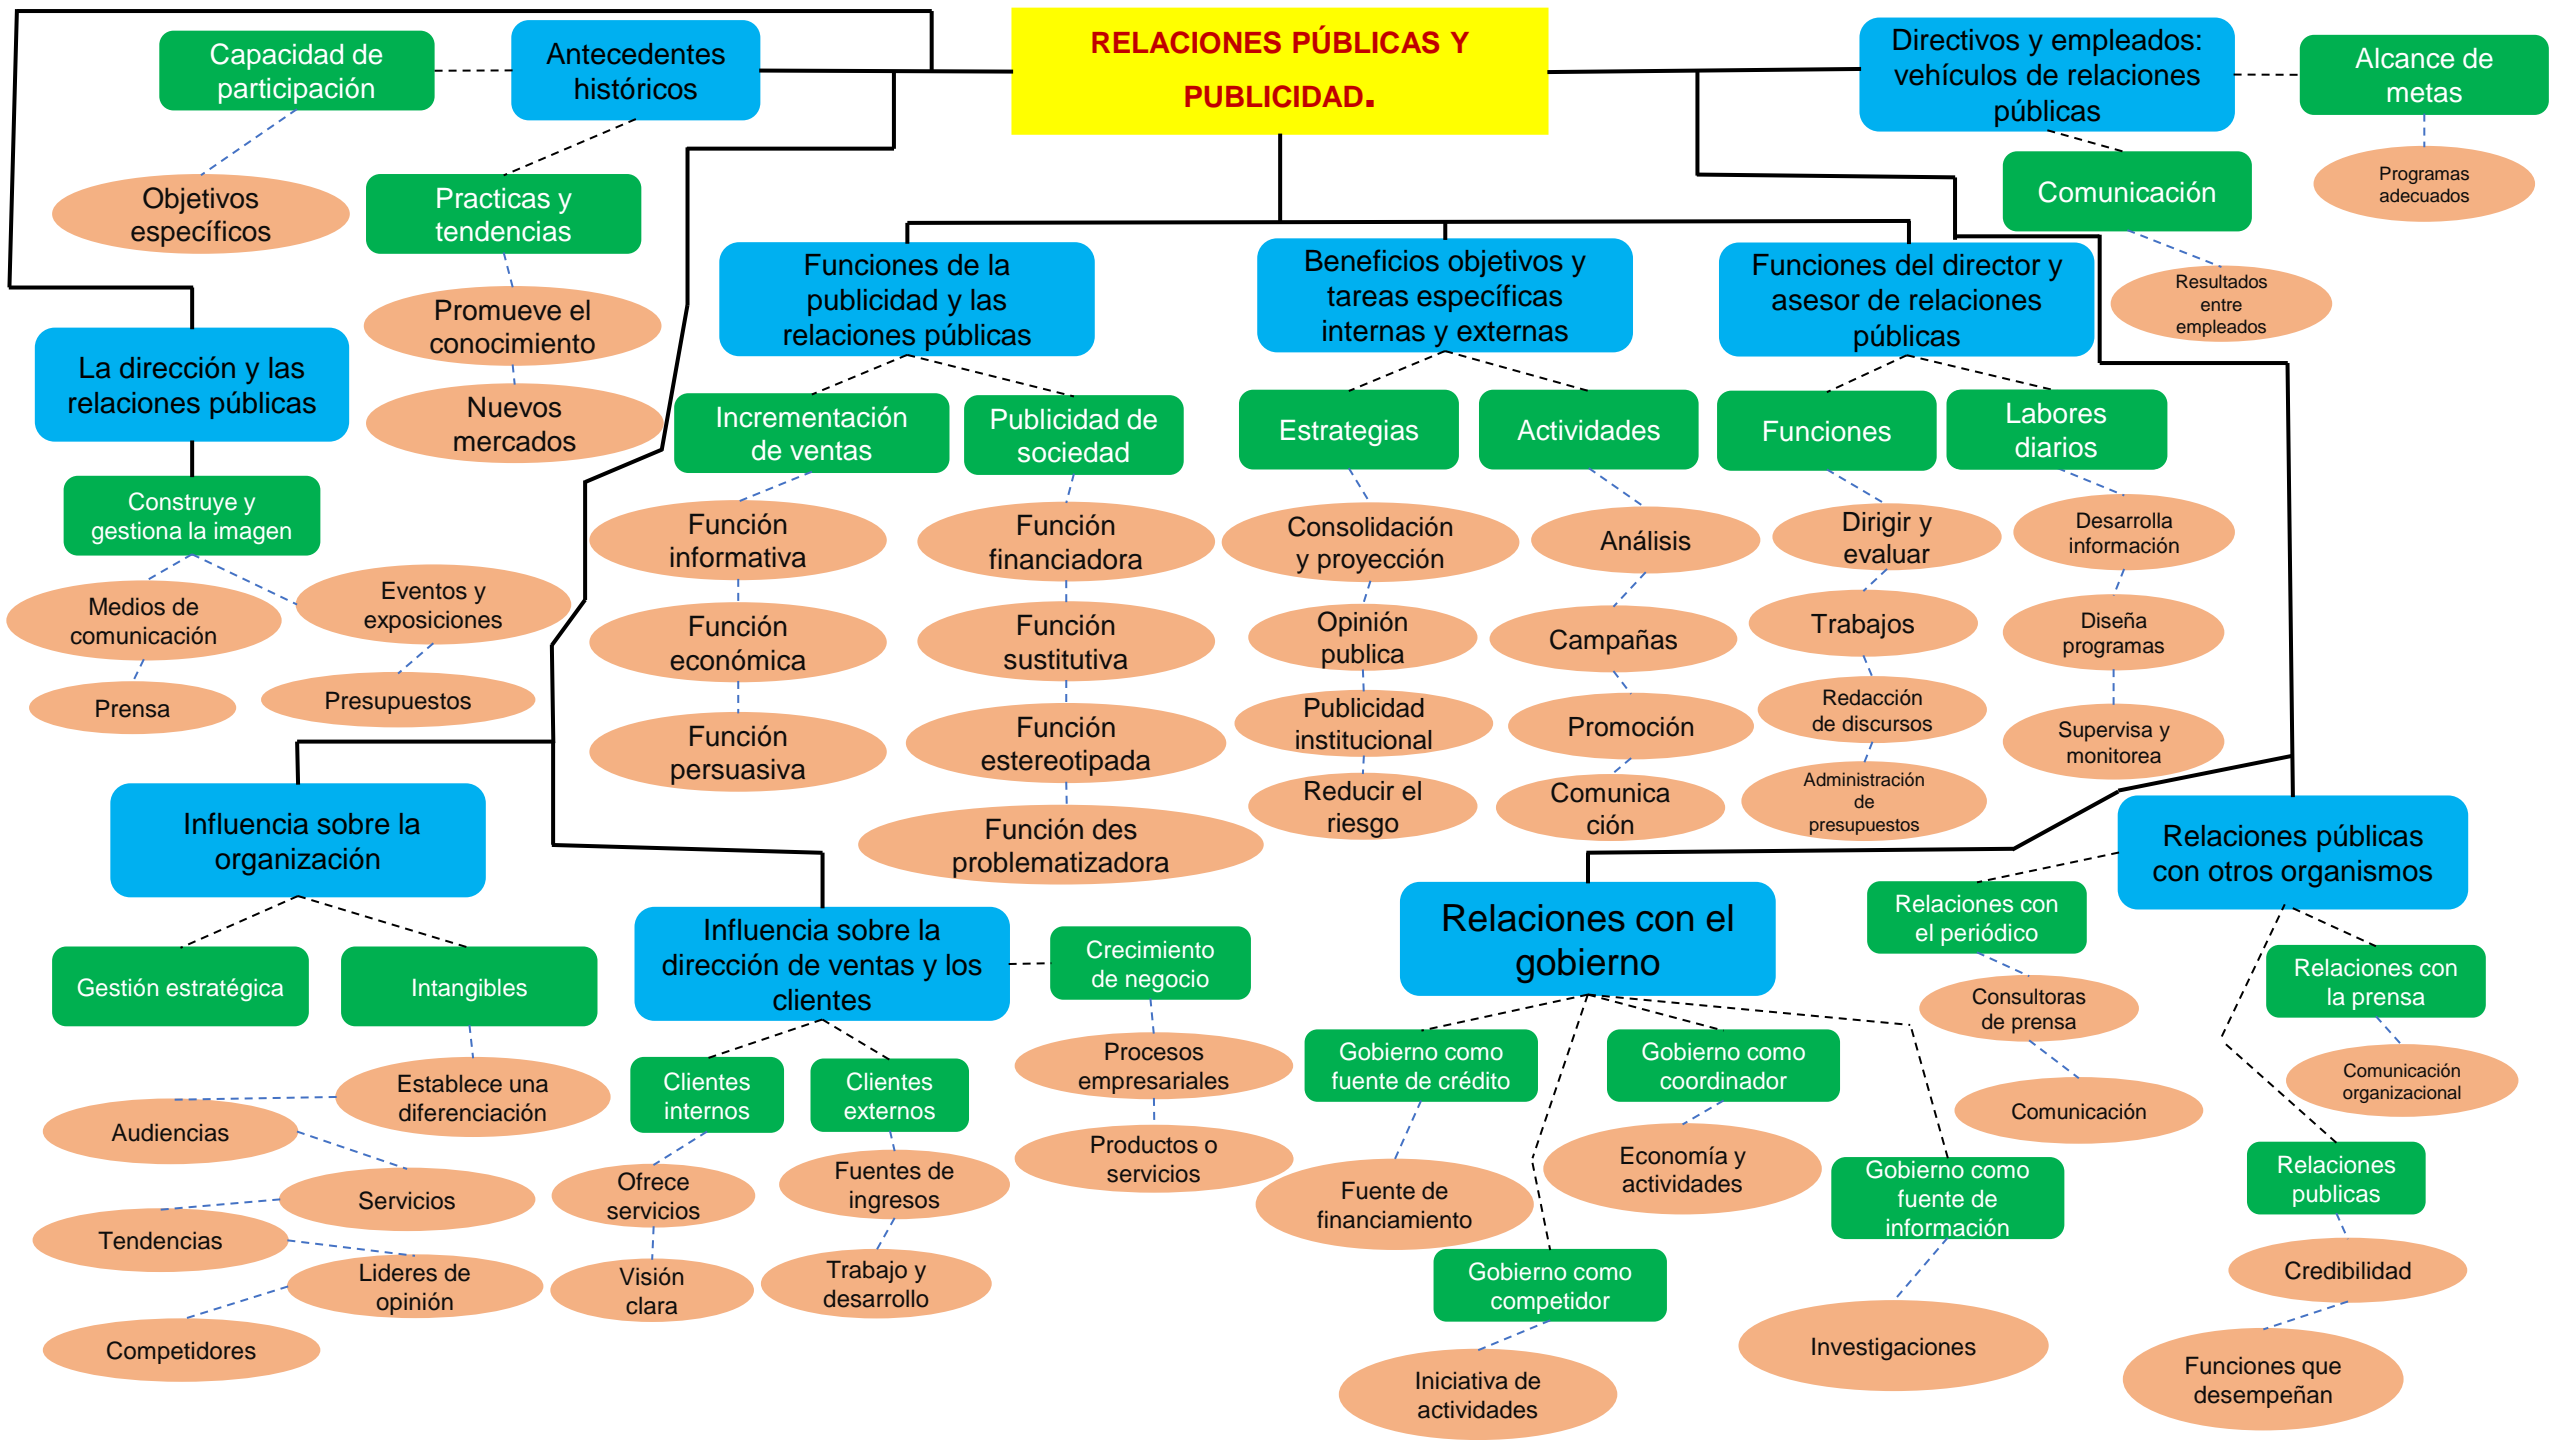 RELACIONES PÚBLICAS Y
PUBLICIDAD.
Antecedentes
históricos
Capacidad de
participación
Objetivos
específicos
Practicas y
tendencias
Promueve el
conocimiento
Nuevos
mercados
La dirección y las
relaciones públicas
Construye y
gestiona la imagen
Medios de
comunicación
Prensa
Eventos y
exposiciones
Presupuestos
Funciones de la
publicidad y las
relaciones públicas
Incrementación
de ventas
Función
informativa
Función
económica
Función
persuasiva
Publicidad de
sociedad
Función
financiadora
Función
sustitutiva
Función
estereotipada
Función des
problematizadora
Beneficios objetivos y
tareas específicas
internas y externas
Estrategias
Consolidación
y proyección
Opinión
publica
Publicidad
institucional
Reducir el
riesgo
Actividades
Análisis
Campañas
Promoción
Comunica
ción
Funciones del director y
asesor de relaciones
públicas
Funciones
Dirigir y
evaluar
Trabajos
Redacción
de discursos
Administración
de
presupuestos
Labores
diarios
Desarrolla
información
Diseña
programas
Supervisa y
monitorea
Directivos y empleados:
vehículos de relaciones
públicas
Alcance de
metas
Programas
adecuados
Comunicación
Resultados
entre
empleados
Influencia sobre la
organización
Gestión estratégica
Intangibles
Establece una
diferenciación
Audiencias
Servicios
Tendencias
Lideres de
opinión
Competidores
Influencia sobre la
dirección de ventas y los
clientes
Crecimiento
de negocio
Procesos
empresariales
Productos o
servicios
Clientes
internos
Ofrece
servicios
Visión
clara
Clientes
externos
Fuentes de
ingresos
Trabajo y
desarrollo
Relaciones con el
gobierno
Gobierno como
fuente de crédito
Fuente de
financiamiento
Gobierno como
competidor
Iniciativa de
actividades
Gobierno como
coordinador
Economía y
actividades
Gobierno como
fuente de
información
Investigaciones
Relaciones públicas
con otros organismos
Relaciones con
el periódico
Consultoras
de prensa
Comunicación
Relaciones con
la prensa
Comunicación
organizacional
Relaciones
publicas
Credibilidad
Funciones que
desempeñan